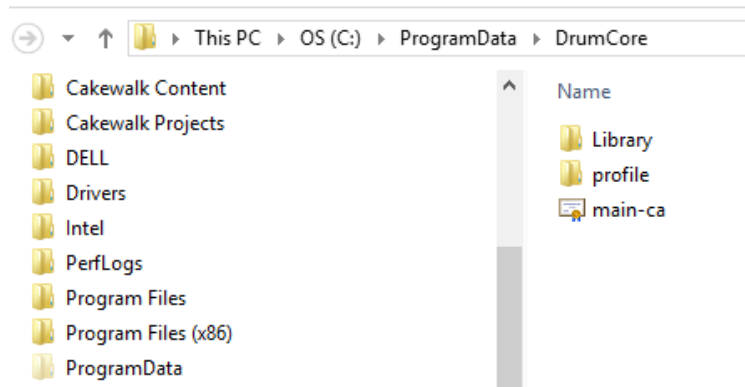 This PC OS (C:) ProgramData DrumCore
Cakewalk Content
Cakewalk Projects
DELL
Drivers
Intel
PerfLogs
Program Files
Program Files (x86)
ProgramData
Name
Library
profile
main-ca